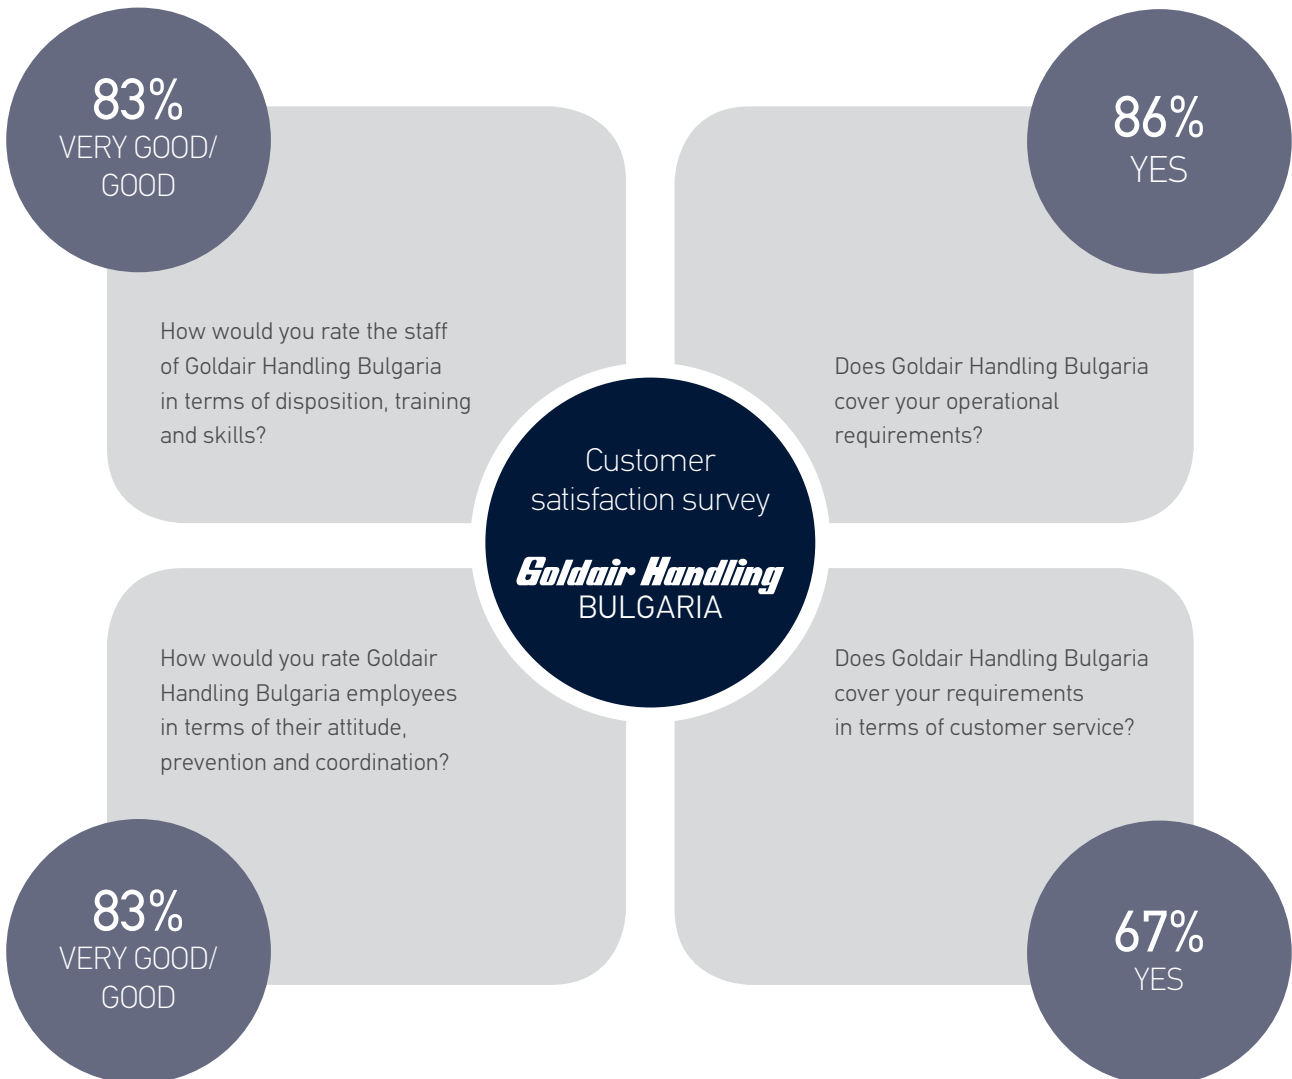 83%
VERY GOOD/
GOOD
How would you rate the staff
of Goldair Handling Bulgaria
in terms of disposition, training
and skills?
86%
YES
Does Goldair Handling Bulgaria
cover your operational
requirements?
Customer
satisfaction survey
Goldair Handling
BULGARIA
How would you rate Goldair
Handling Bulgaria employees
in terms of their attitude,
prevention and coordination?
83%
VERY GOOD/
GOOD
Does Goldair Handling Bulgaria
cover your requirements
in terms of customer service?
67%
YES